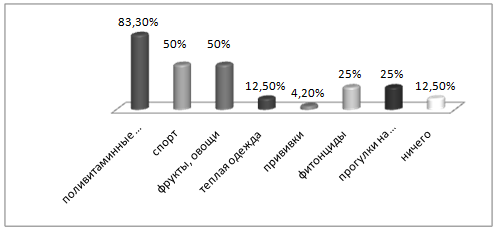 83,30%
50%
50%
12,50%
4,20%
25%
25%
12,50%
поливитаминные...
спорт
фрукты, овощи
теплая одежда
прививки
фитонциды
прогулки на...
ничего